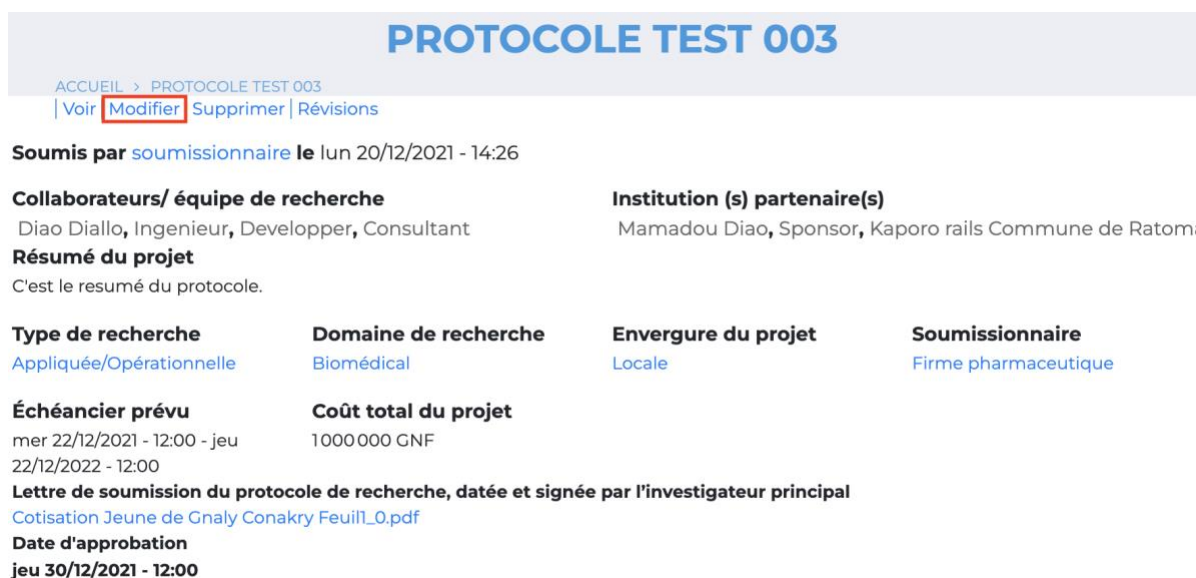 PROTOCOLE TEST 003
ACCUEIL > PROTOCOLE TEST 003
| Voir | Modifier | Supprimer | Révisions
Soumis par soumissionnaire le lun 20/12/2021 - 14:26
Collaborateurs/ équipe de recherche
Diao Diallo, Ingenieur, Developper, Consultant
Institution (s) partenaire(s)
Mamadou Diao, Sponsor, Kaporo rails Commune de Ratoma
Résumé du projet
C'est le resumé du protocole.
Type de recherche
Appliquée/Opérationnelle
Domaine de recherche
Biomédical
Envergure du projet
Locale
Soumissionnaire
Firme pharmaceutique
Échéancier prévu
mer 22/12/2021 - 12:00 - jeu
22/12/2022 - 12:00
Coût total du projet
1 000 000 GNF
Lettre de soumission du protocole de recherche, datée et signée par l'investigateur principal
Cotisation Jeune de Gnaly Conakry Feuil1_0.pdf
Date d'approbation
jeu 30/12/2021 - 12:00